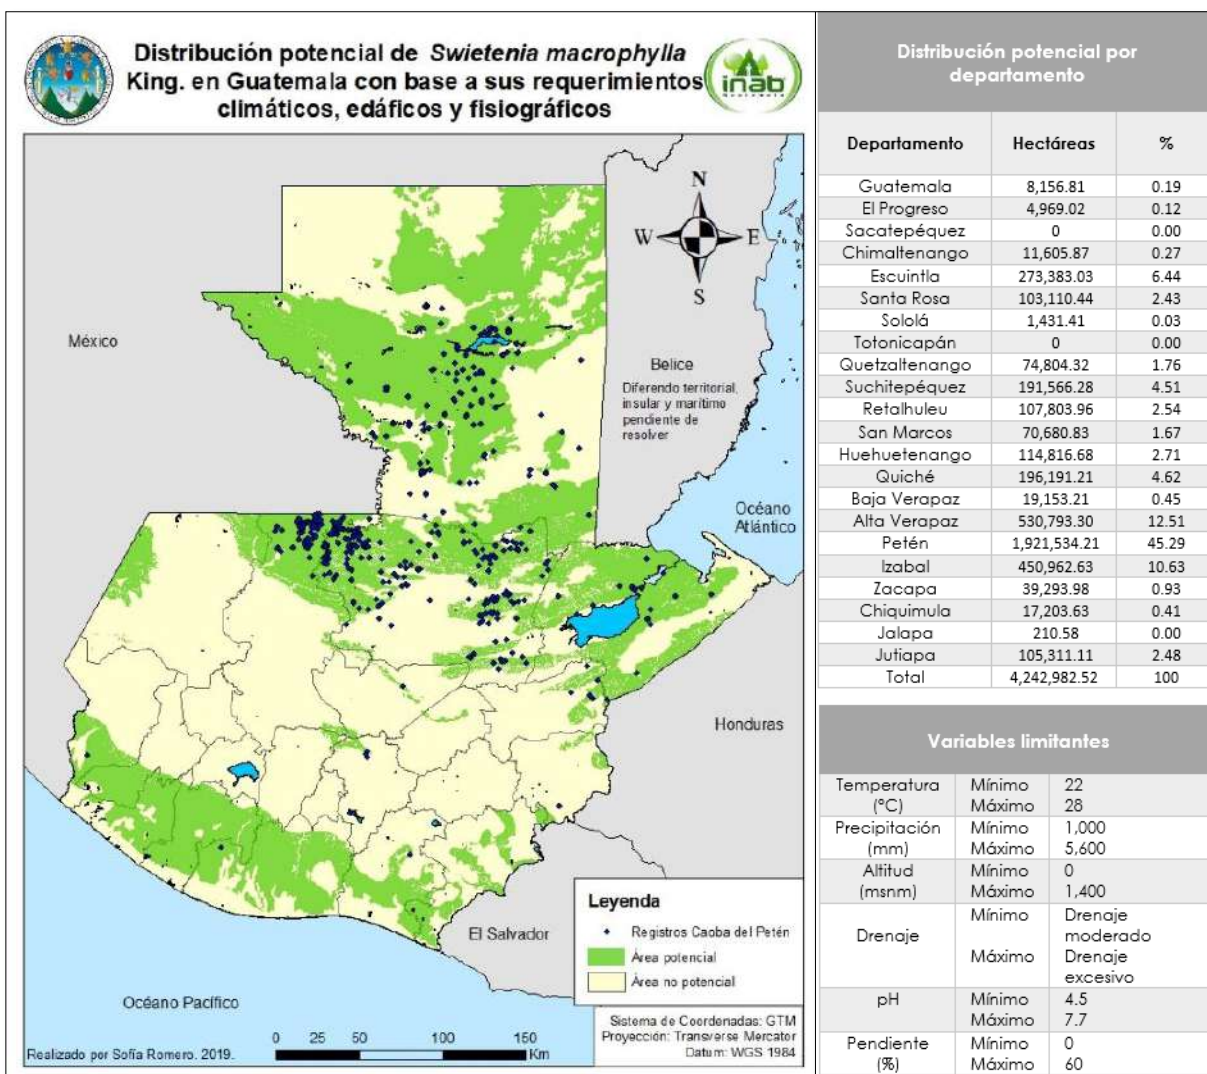 Distribución potencial de Swietenia macrophylla
King. en Guatemala con base a sus requerimientos
climáticos, edáficos y fisiográficos
inab
N
W
E
S
México
Belice
Diferendo territorial,
insular y marítimo
pendiente de
resolver
Océano
Atlántico
Honduras
El Salvador
Océano Pacífico
Leyenda
Registros Caoba del Petén
Área potencial
Área no potencial
Sistema de Coordenadas: GTM
Proyección: Transverse Mercator
Datum: WGS 1984
0 25 50 100 150
Km
Realizado por Sofía Romero. 2019.
Distribución potencial por
departamento
Departamento Hectáreas %
Guatemala 8,156.81 0.19
El Progreso 4,969.02 0.12
Sacatepéquez 0 0.00
Chimaltenango 11,605.87 0.27
Escuintla 273,383.03 6.44
Santa Rosa 103,110.44 2.43
Sololá 1,431.41 0.03
Totonicapán 0 0.00
Quetzaltenango 74,804.32 1.76
Suchitepéquez 191,566.28 4.51
Retalhuleu 107,803.96 2.54
San Marcos 70,680.83 1.67
Huehuetenango 114,816.68 2.71
Quiché 196,191.21 4.62
Baja Verapaz 19,153.21 0.45
Alta Verapaz 530,793.30 12.51
Petén 1,921,534.21 45.29
Izabal 450,962.63 10.63
Zacapa 39,293.98 0.93
Chiquimula 17,203.63 0.41
Jalapa 210.58 0.00
Jutiapa 105,311.11 2.48
Total 4,242,982.52 100
Variables limitantes
Temperatura Mínimo 22
(°C) Máximo 28
Precipitación Mínimo 1,000
(mm) Máximo 5,600
Altitud Mínimo 0
(msnm) Máximo 1,400
Drenaje
Mínimo Drenaje
moderado
Máximo Drenaje
excesivo
pH Mínimo 4.5
Máximo 7.7
Pendiente Mínimo 0
(%) Máximo 60